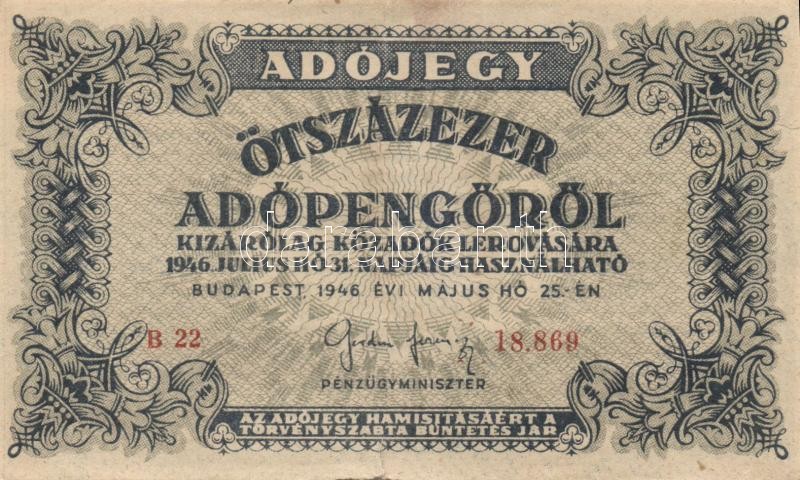 ADÓJEGY
ÖTSZÁZEZER
ADÓPENGŐRŐL
KIZÁRÓLAG KÖZADÓK LEROVÁSÁRA
1946. JULIUS HÓ 31. NAPJÁIG HASZNÁLHATÓ
BUDAPEST, 1946 ÉVI MÁJUS HÓ 25.-ÉN
B 22
18.869
PÉNZÜGYMINISZTER
AZ ADÓJEGY HAMISITÁSÁÉRT A
TÖRVÉNYSZABTA BÜNTETÉS JÁR
darabanth